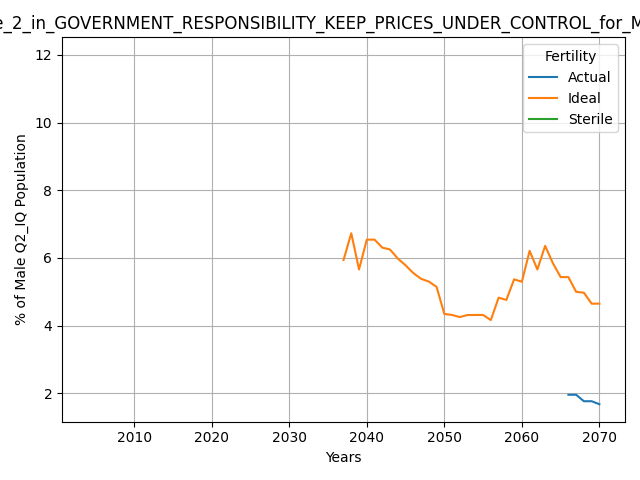 e_2_in_GOVERNMENT_RESPONSIBILITY_KEEP_PRICES_UNDER_CONTROL_for_M
Fertility
Actual
Ideal
Sterile
% of Male Q2_IQ Population
12
10
8
6
4
2
2010 2020 2030 2040 2050 2060 2070
Years